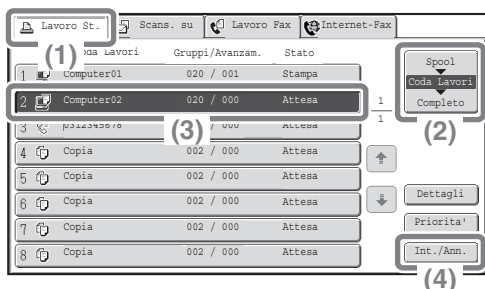 Lavoro St. Scans. su Lavoro Fax Internet-Fax
(1)
Coda Lavori Gruppi/Avanzam. Stato
1 Computer01 020 / 001 Stampa
2 Computer02 020 / 000 Attesa
3 0312345678 / 000 Attesa
(3)
4 Copia 002 / 000 Attesa
5 Copia 002 / 000 Attesa
6 Copia 002 / 000 Attesa
7 Copia 002 / 000 Attesa
8 Copia 002 / 000 Attesa
1
1
Spool
Coda Lavori
Completo
(2)
Dettagli
Priorita'
Int./Ann.
(4)